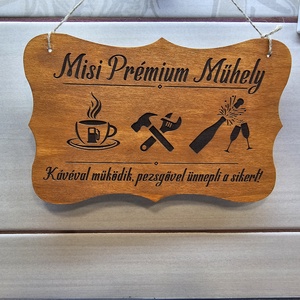 Misi Prémium Műhely
Kávéval működik, pezsgővel ünnepli a sikert!